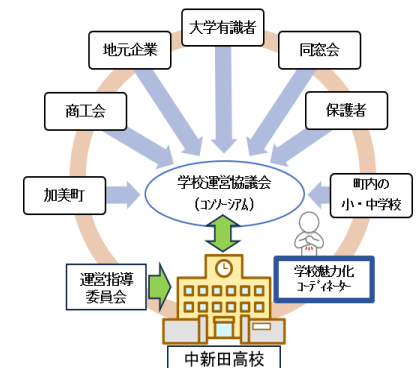 大学有識者
地元企業
同窓会
商工会
保護者
加美町
学校運営協議会
(コンソーシアム)
町内の
小・中学校
運営指導
委員会
学校魅力化
コーディネーター
中新田高校